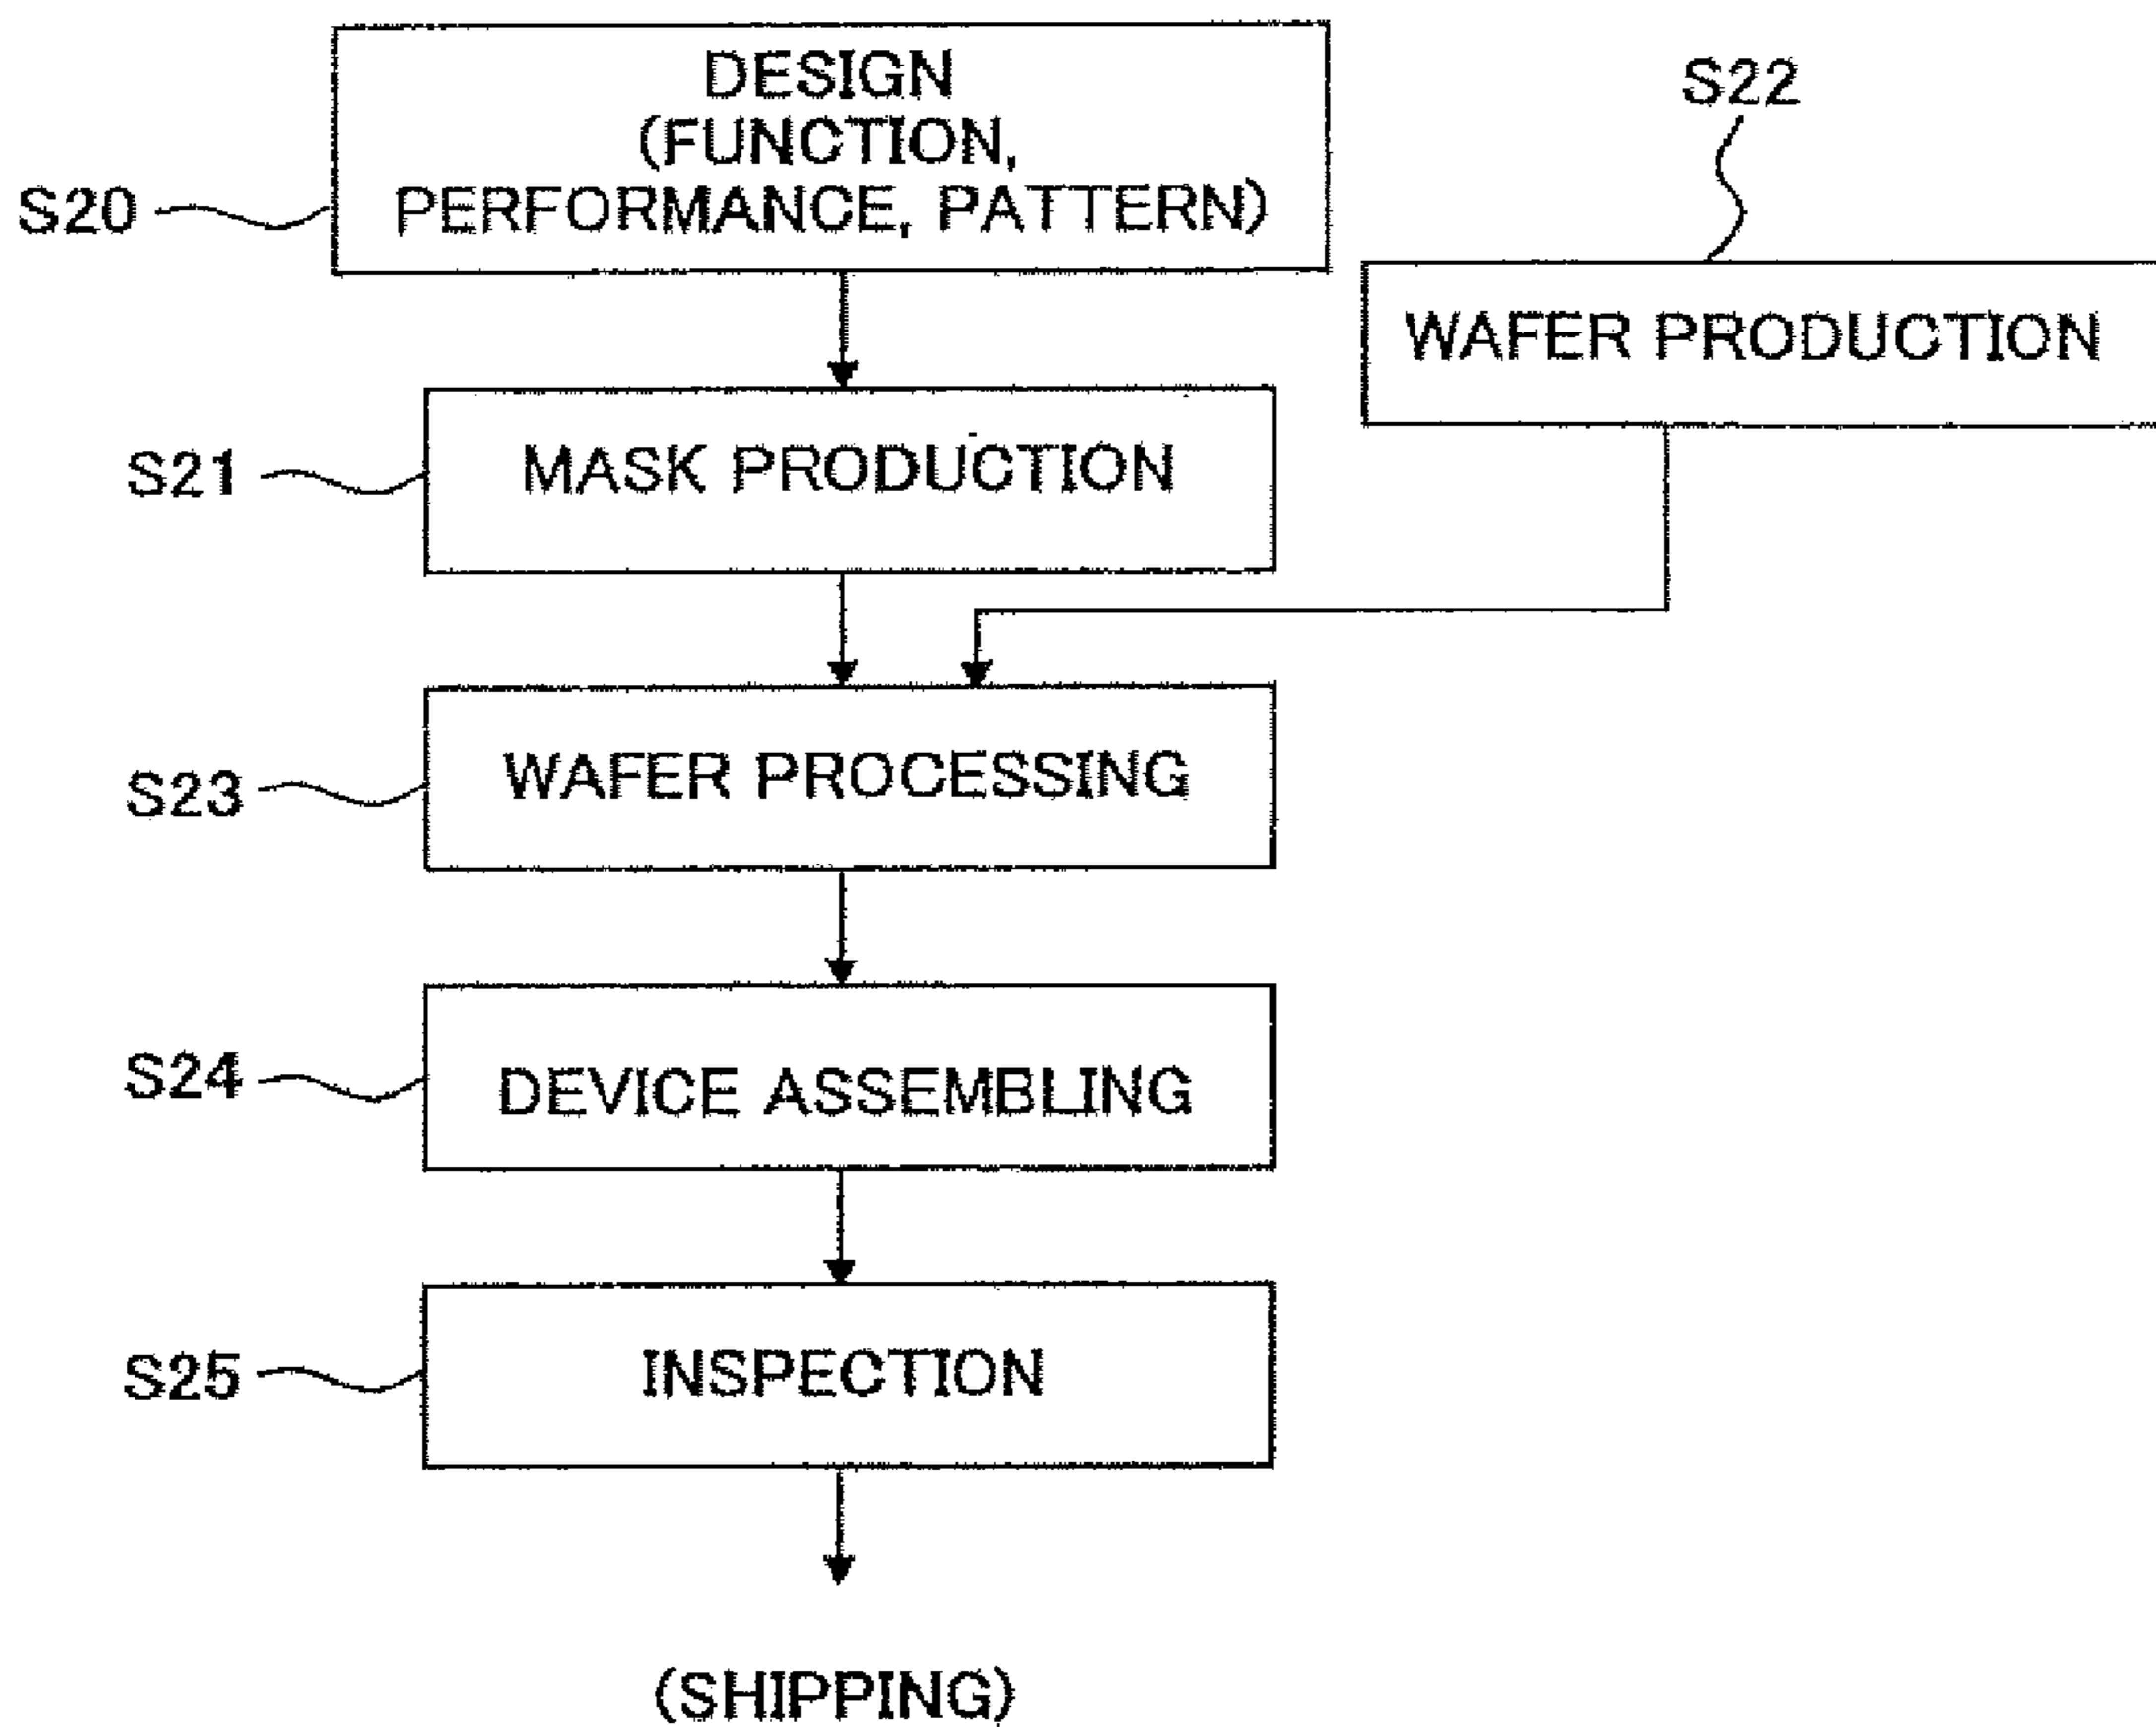 DESIGN
(FUNCTION,
PERFORMANCE, PATTERN)
S20
S22
WAFER PRODUCTION
S21
MASK PRODUCTION
S23
WAFER PROCESSING
S24
DEVICE ASSEMBLING
S25
INSPECTION
(SHIPPING)